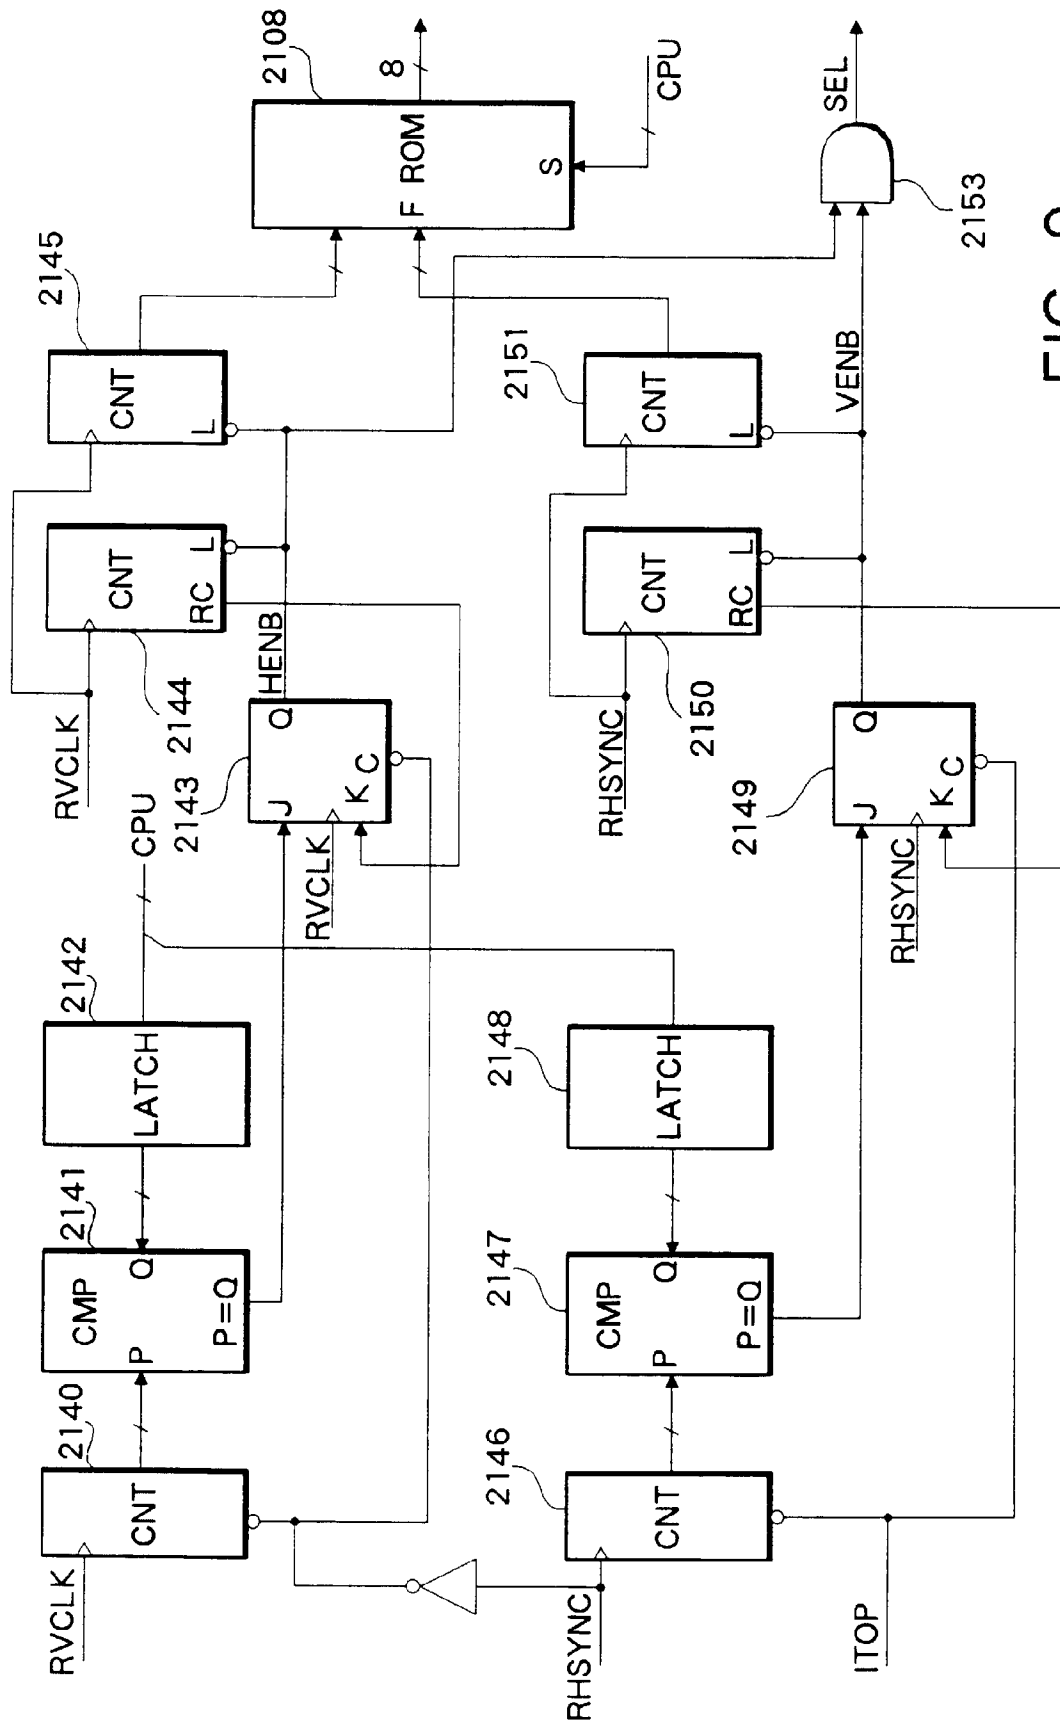 RVCLK
CNT
2140
P
CMP
Q
P=Q
2141
LATCH
2142
CPU
RVCLK
J
K
C
Q
2143
HENB
RVCLK
CNT
RC
L
2144
CNT
L
2145
F ROM
S
2108
8
CPU
RHSYNC
CNT
2146
ITOP
P
CMP
Q
P=Q
2147
LATCH
2148
RHSYNC
J
K
C
Q
2149
RHSYNC
CNT
RC
L
2150
CNT
L
2151
VENB
SEL
2153